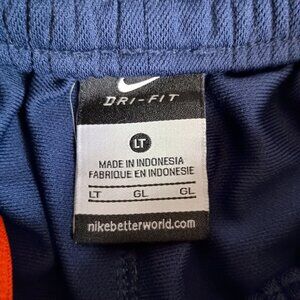 DRI-FIT
LT
MADE IN INDONESIA
FABRIQUE EN INDONESIE
LT GL GL
nikebetterworld.com